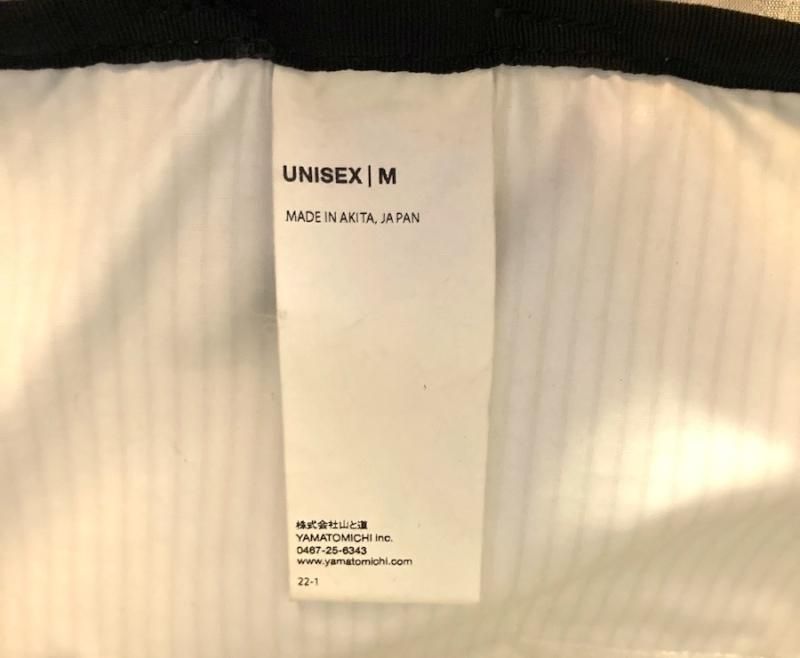 UNISEX | M
MADE IN AKITA, JAPAN
株式会社山と道
YAMATOMICHI inc.
0467-25-6343
www.yamatomichi.com
22-1